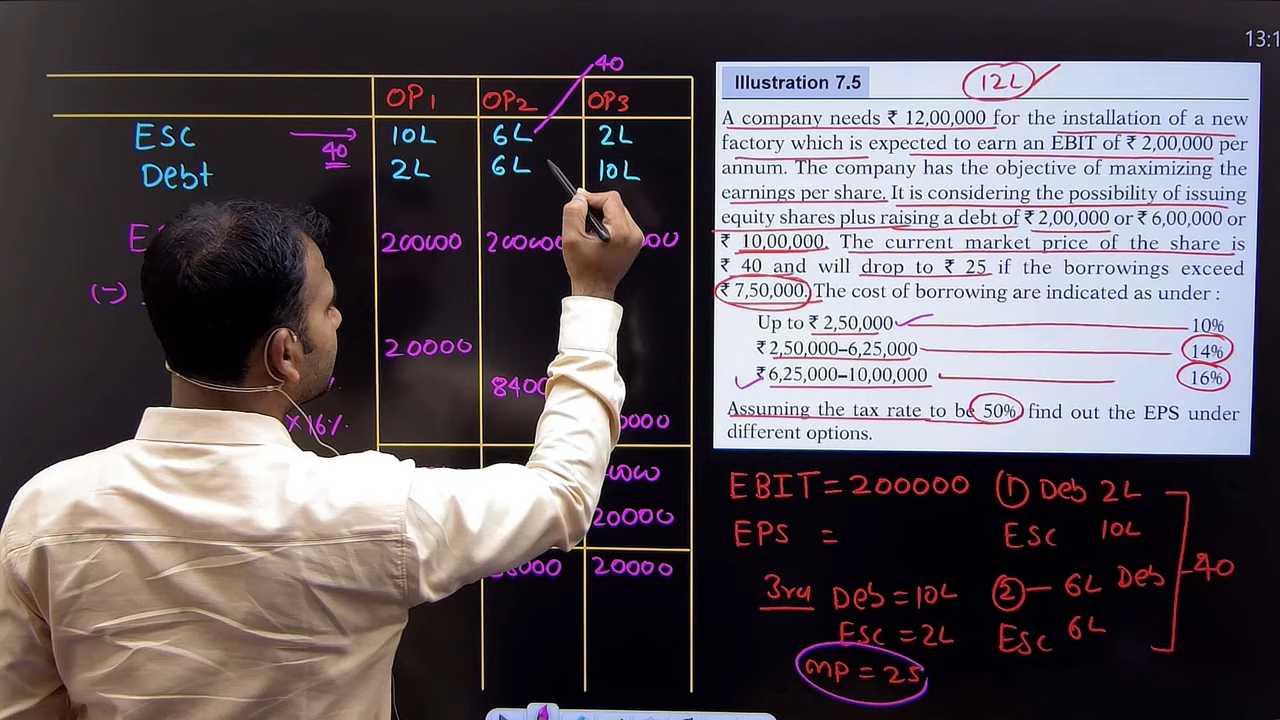 13:1
40
OP1 OP2 OP3
ESC 40 10L 6L 2L
Debt 2L 6L 10L
200000 200000
(-)
20000
8400
×16%
20000
20000
Illustration 7.5 12L
A company needs ₹ 12,00,000 for the installation of a new
factory which is expected to earn an EBIT of ₹ 2,00,000 per
annum. The company has the objective of maximizing the
earnings per share. It is considering the possibility of issuing
equity shares plus raising a debt of ₹ 2,00,000 or ₹ 6,00,000 or
₹ 10,00,000. The current market price of the share is
₹ 40 and will drop to ₹ 25 if the borrowings exceed
₹ 7,50,000. The cost of borrowing are indicated as under :
Up to ₹ 2,50,000 10%
₹ 2,50,000–6,25,000 14%
₹ 6,25,000–10,00,000 16%
Assuming the tax rate to be 50% find out the EPS under
different options.
EBIT = 200000 ① Deb 2L
EPS = ESC 10L
3rd Deb = 10L ② – 6L Deb - 40
ESC = 2L ESC 6L
MP = 25